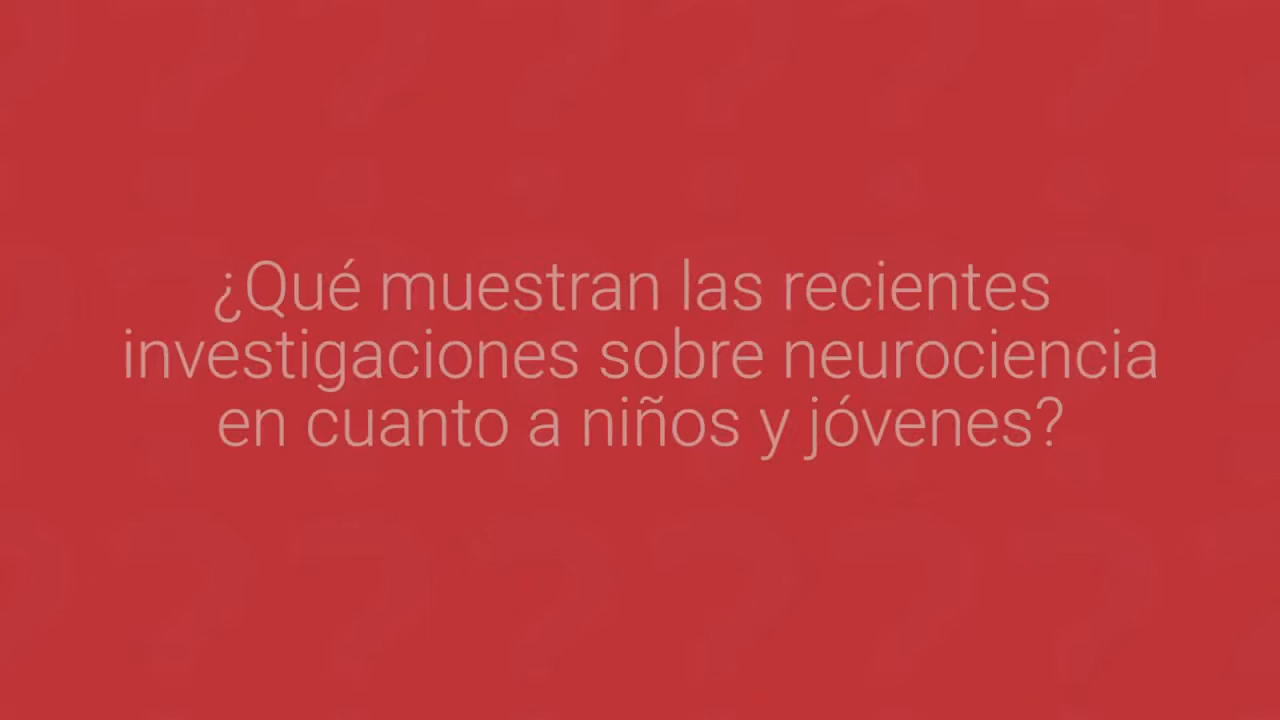 ¿Qué muestran las recientes
investigaciones sobre neurociencia
en cuanto a niños y jóvenes?